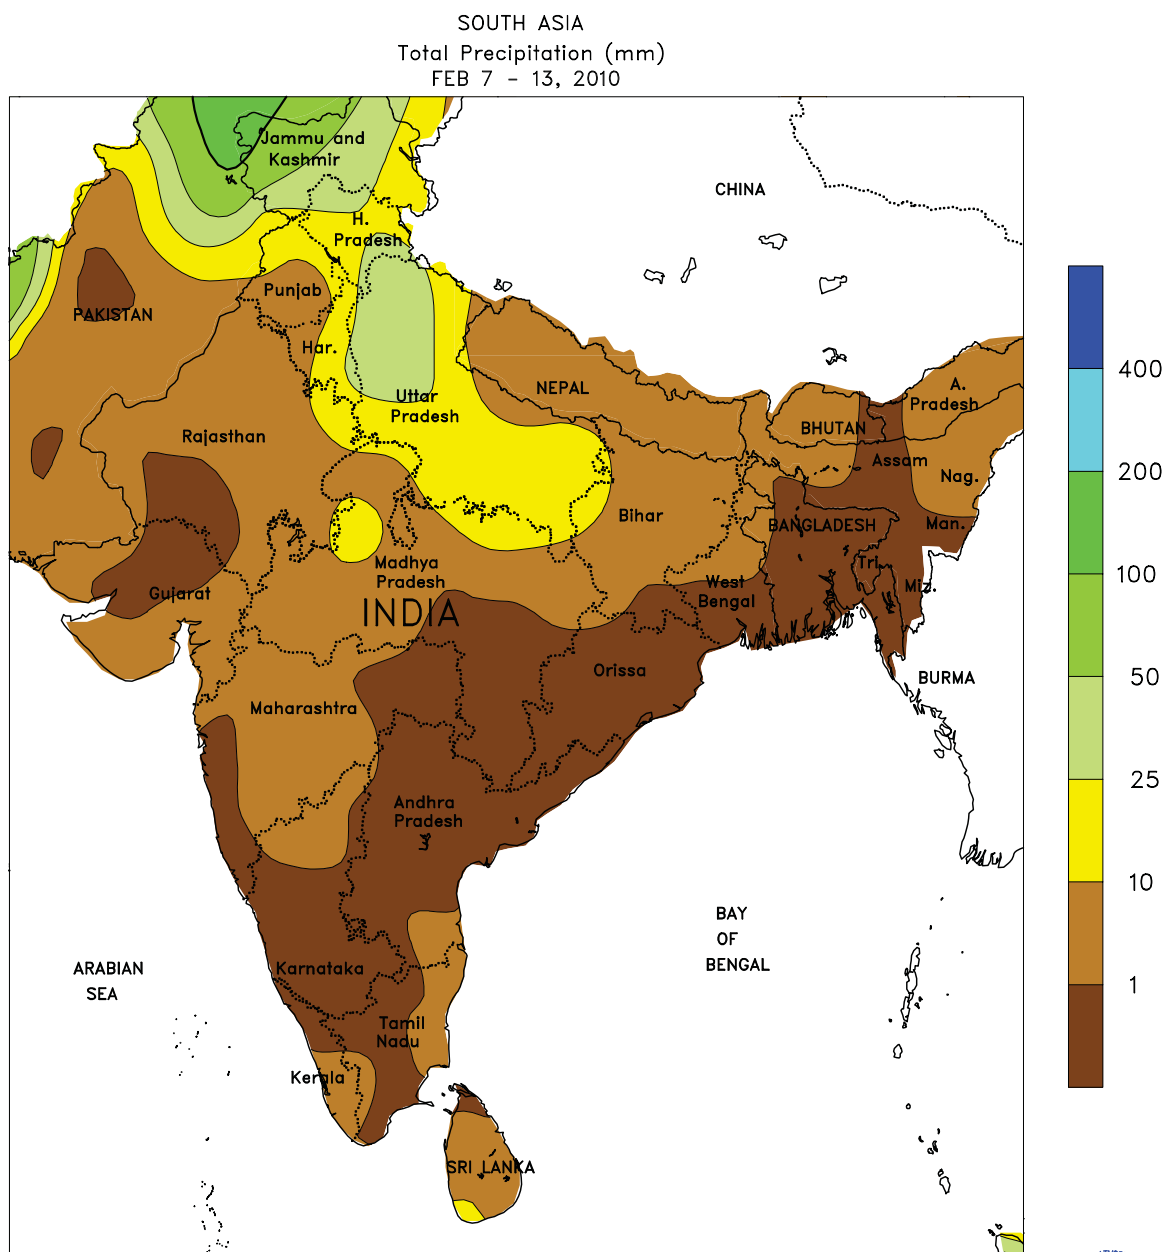 SOUTH ASIA
Total Precipitation (mm)
FEB 7 - 13, 2010
Jammu and
Kashmir
CHINA
H.
Pradesh
Punjab
PAKISTAN
Har.
400
NEPAL
A.
Pradesh
Uttar
Pradesh
BHUTAN
Rajasthan
Assam
200
Nag.
Bihar
BANGLADESH
Man.
Madhya
Pradesh
Tri.
100
West
Bengal
Miz.
Gujarat
INDIA
Orissa
BURMA
50
Maharashtra
25
Andhra
Pradesh
10
BAY
OF
BENGAL
ARABIAN
SEA
Karnataka
1
Tamil
Nadu
Kerala
SRI LANKA